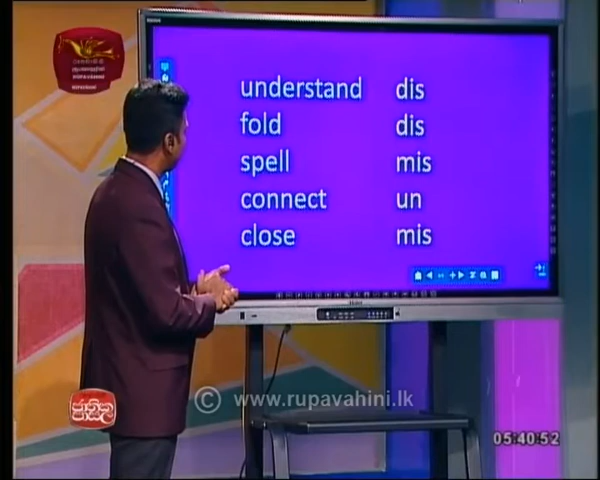 understand dis
fold dis
spell mis
connect un
close mis
© www.rupavahini.lk
05:40:52